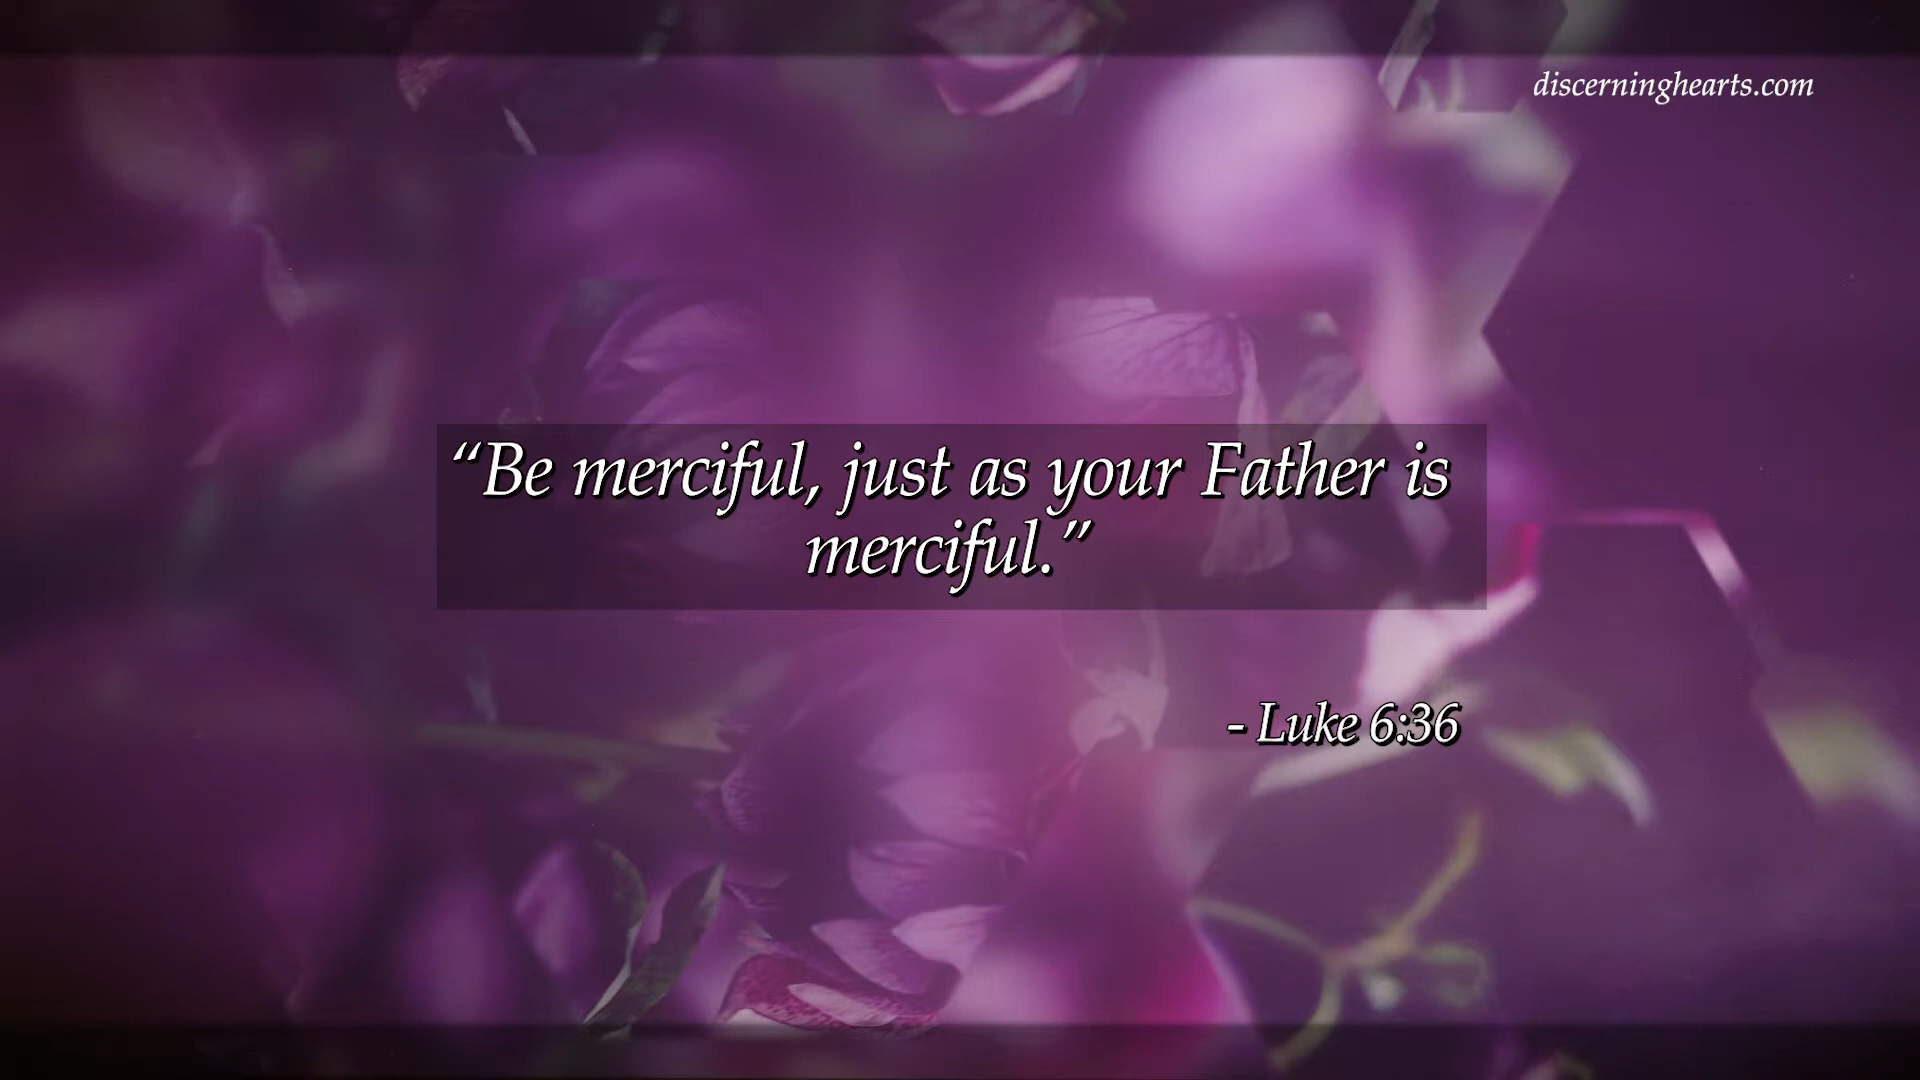 discerninghearts.com
“Be merciful, just as your Father is
merciful.”
- Luke 6:36